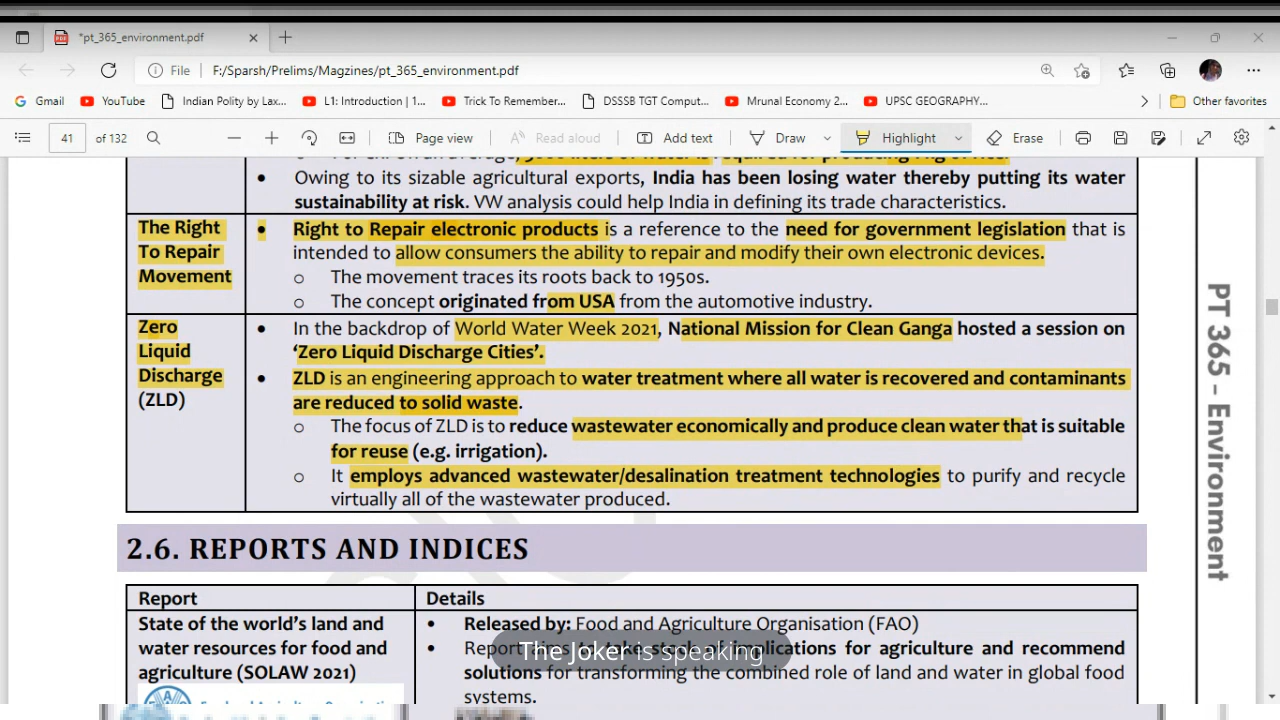 *pt_365_environment.pdf
File F:/Sparsh/Prelims/Magzines/pt_365_environment.pdf
Gmail YouTube Indian Polity by Lax... L1: Introduction | 1... Trick To Remember... DSSSB TGT Comput... Mrunal Economy 2... UPSC GEOGRAPHY... Other favorites
41 of 132 Page view Read aloud Add text Draw Highlight Erase
• Owing to its sizable agricultural exports, India has been losing water thereby putting its water
sustainability at risk. VW analysis could help India in defining its trade characteristics.
The Right
To Repair
Movement
• Right to Repair electronic products is a reference to the need for government legislation that is
intended to allow consumers the ability to repair and modify their own electronic devices.
o The movement traces its roots back to 1950s.
o The concept originated from USA from the automotive industry.
Zero
Liquid
Discharge
(ZLD)
• In the backdrop of World Water Week 2021, National Mission for Clean Ganga hosted a session on
‘Zero Liquid Discharge Cities’.
• ZLD is an engineering approach to water treatment where all water is recovered and contaminants
are reduced to solid waste.
o The focus of ZLD is to reduce wastewater economically and produce clean water that is suitable
for reuse (e.g. irrigation).
o It employs advanced wastewater/desalination treatment technologies to purify and recycle
virtually all of the wastewater produced.
2.6. REPORTS AND INDICES
Report Details
State of the world’s land and
water resources for food and
agriculture (SOLAW 2021)
• Released by: Food and Agriculture Organisation (FAO)
• Report aims to take stock of implications for agriculture and recommend
solutions for transforming the combined role of land and water in global food
systems.
The Joker is speaking
PT 365 - Environment